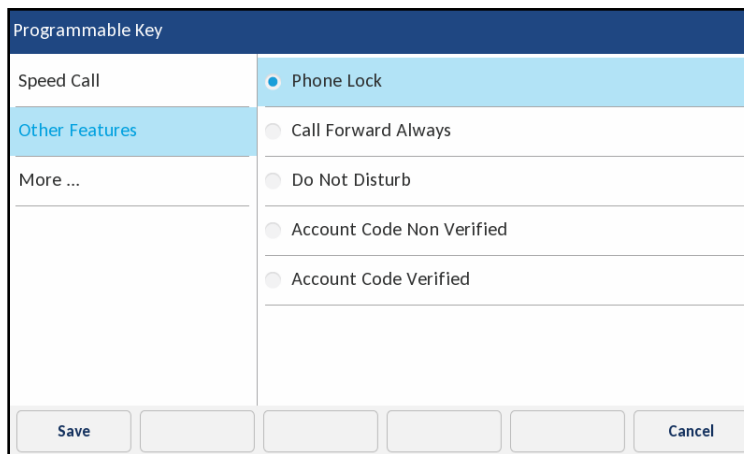 Programmable Key
Speed Call
Other Features
More ...
Phone Lock
Call Forward Always
Do Not Disturb
Account Code Non Verified
Account Code Verified
Save
Cancel